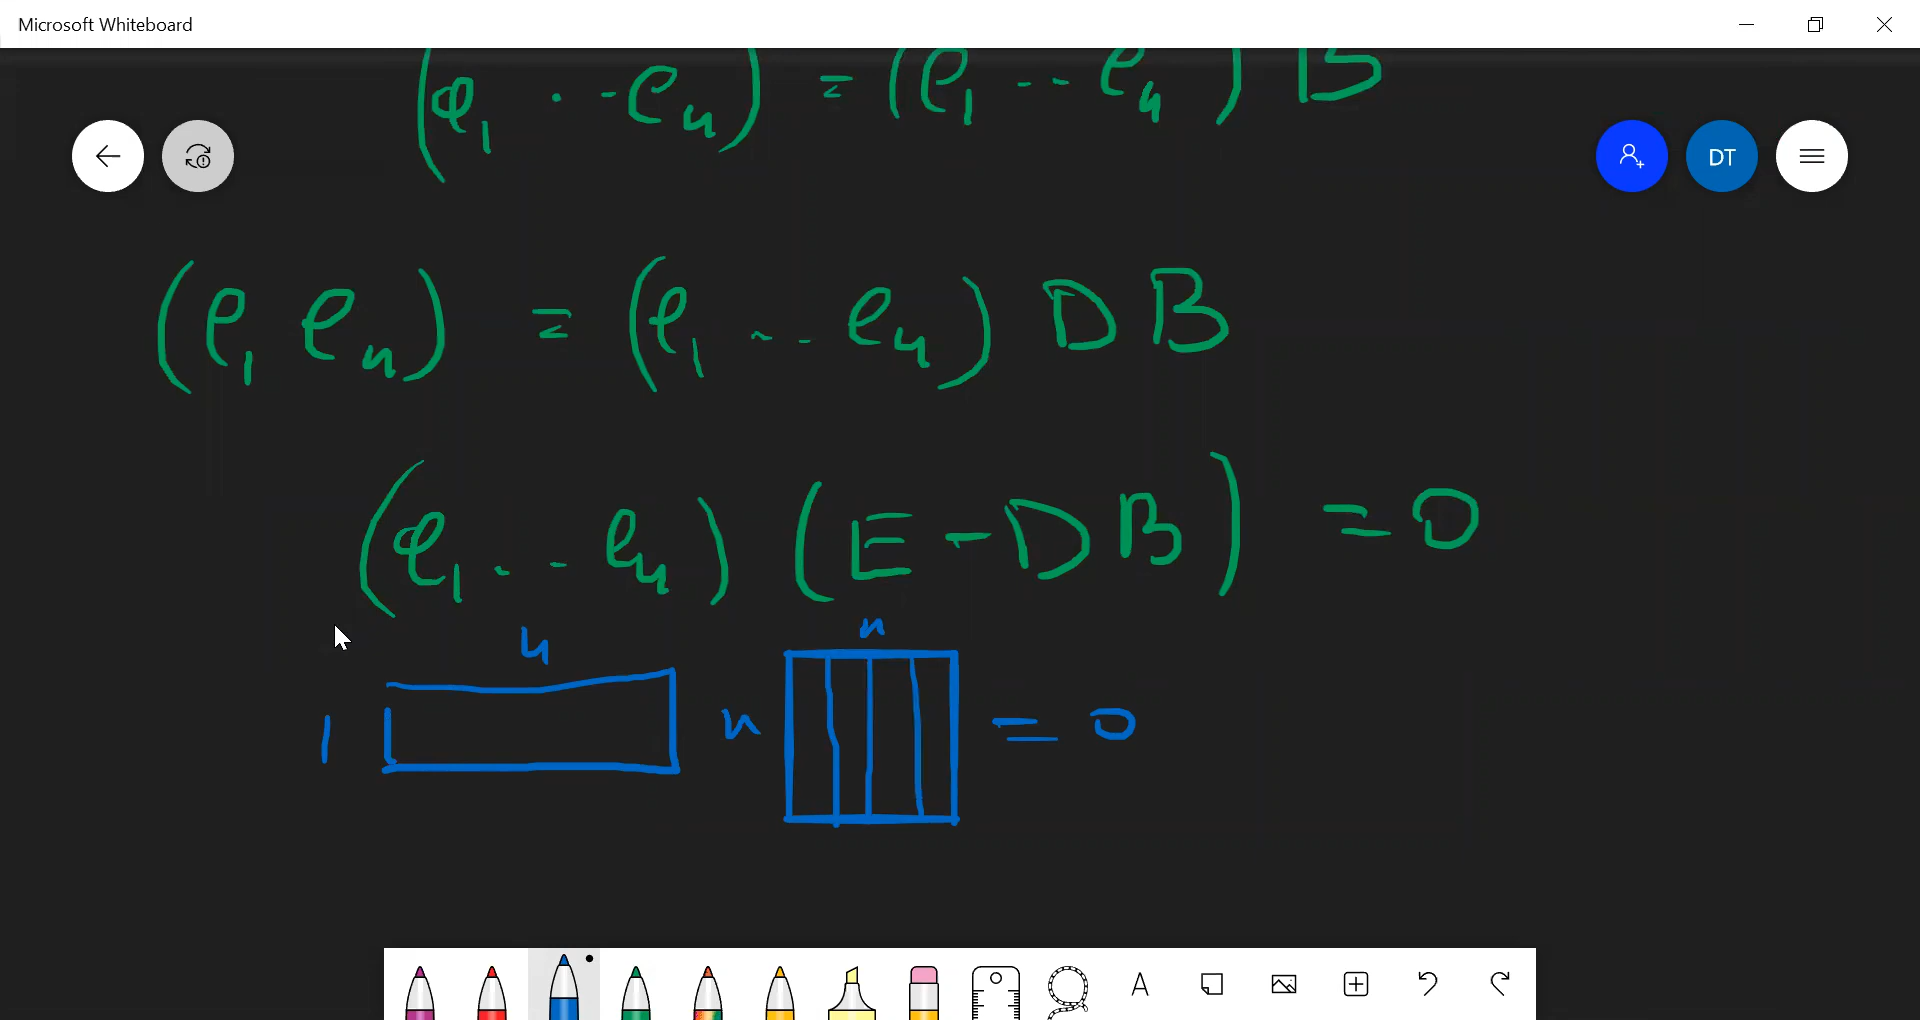 Microsoft Whiteboard
(e₁ . - eₙ) = (e₁ - - eₙ) B
DT
(e₁ eₙ) = (e₁ .. eₙ) D B
(e₁ .. eₙ) (E - D B) = 0
n n
1 n = 0
A